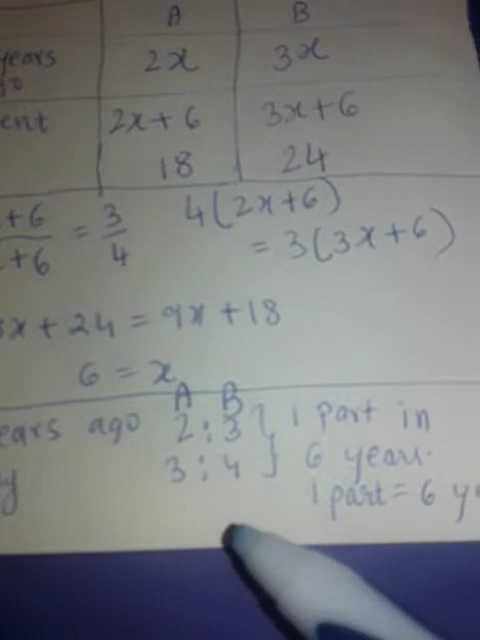 A B
years 2x 3x
go
ent 2x+6 3x+6
18 24
+6/+6 = 3/4 4(2x+6)
= 3(3x+6)
x + 24 = 9x + 18
6 = x
A B
ears ago 2:3 } 1 part in
y 3:4 6 years.
1 part = 6 y